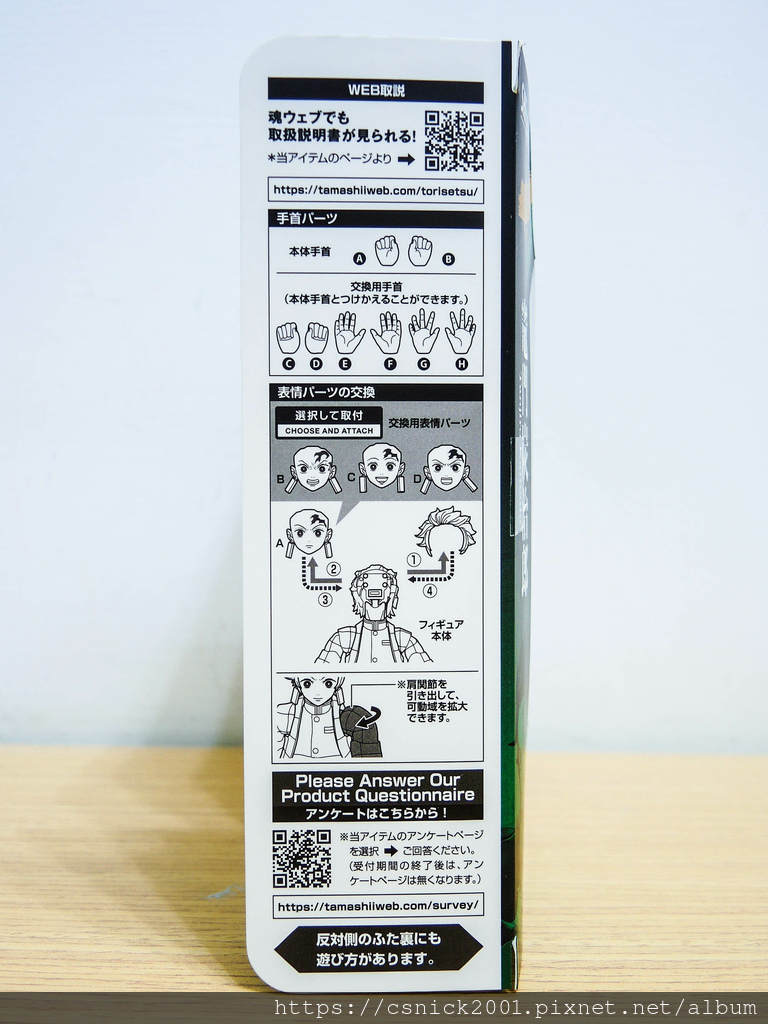 WEB取説
魂ウェブでも
取扱説明書が見られる!
*当アイテムのページより ➡
https://tamashiiweb.com/torisetsu/
手首パーツ
本体手首 A B
交換用手首
(本体手首とつけかえることができます。)
C D E F G H
表情パーツの交換
選択して取付
CHOOSE AND ATTACH
交換用表情パーツ
B C D
A
① ② ③ ④
フィギュア
本体
※肩関節を
引き出して、
可動域を拡大
できます。
Please Answer Our
Product Questionnaire
アンケートはこちらから!
※当アイテムのアンケートページ
を選択 ➡ ご回答ください。
(受付期間の終了後は、アン
ケートページは無くなります。)
https://tamashiiweb.com/survey/
反対側のふた裏にも
遊び方があります。
https://csnick2001.pixnet.net/album